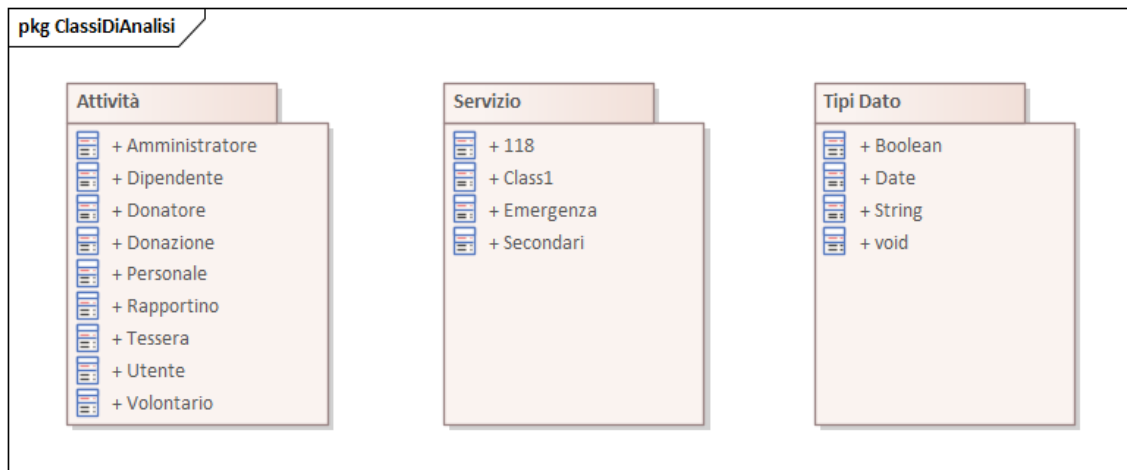 pkg ClassiDiAnalisi
Attività
+ Amministratore
+ Dipendente
+ Donatore
+ Donazione
+ Personale
+ Rapportino
+ Tessera
+ Utente
+ Volontario
Servizio
+ 118
+ Class1
+ Emergenza
+ Secondari
Tipi Dato
+ Boolean
+ Date
+ String
+ void